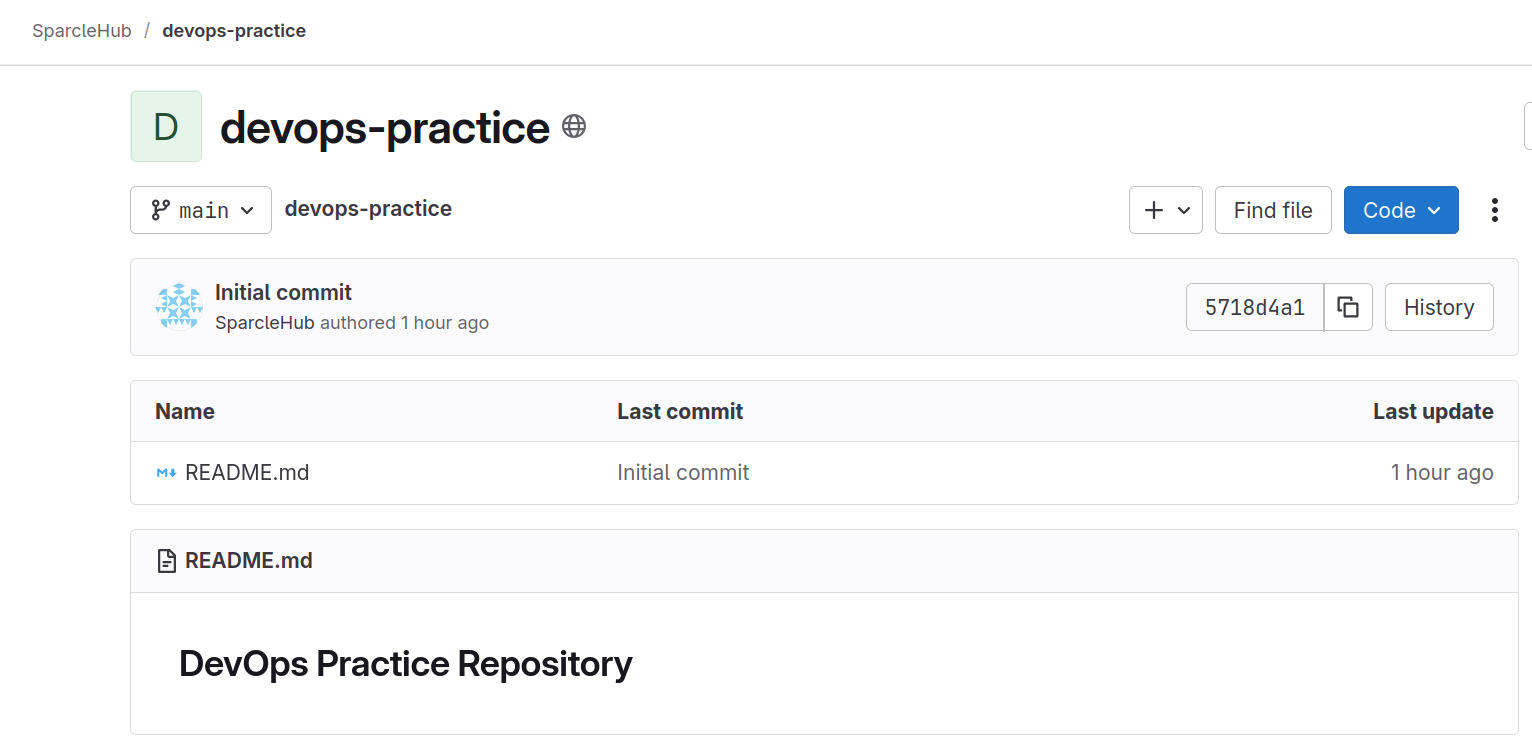 SparcleHub / devops-practice
D devops-practice
main devops-practice Find file Code
Initial commit
SparcleHub authored 1 hour ago
5718d4a1 History
Name Last commit Last update
README.md Initial commit 1 hour ago
README.md
DevOps Practice Repository